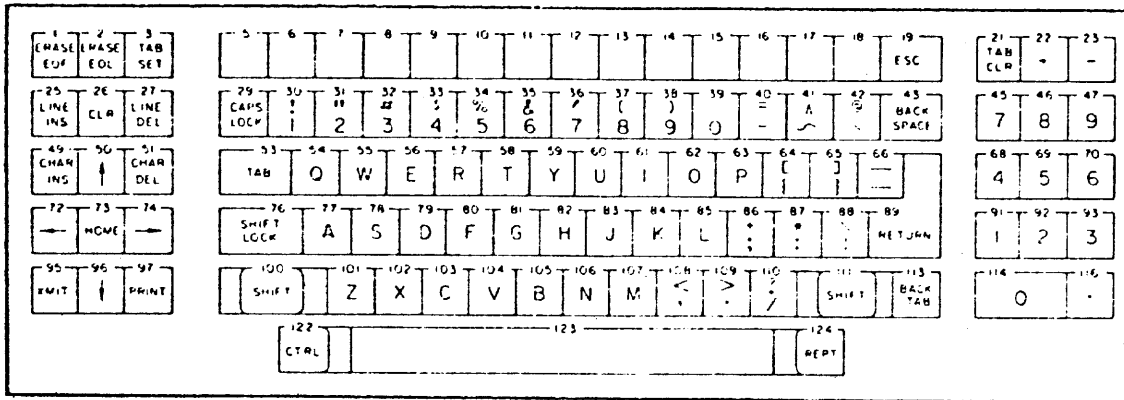 1 2 3 5 6 7 8 9 10 11 12 13 14 15 16 17 18 19 21 22 23
ERASE EOF ERASE EOL TAB SET ESC TAB CLR + −
25 26 27 29 30 31 32 33 34 35 36 37 38 39 40 41 42 43 45 46 47
LINE INS CLR LINE DEL CAPS LOCK ! 1 " 2 # 3 4 % 5 & 6 ' 7 ( 8 ) 9 0 = - BACK SPACE 7 8 9
49 50 51 53 54 55 56 57 58 59 60 61 62 63 64 65 66 68 69 70
CHAR INS ↑ CHAR DEL TAB Q W E R T Y U I O P [ ] 4 5 6
72 73 74 76 77 78 79 80 81 82 83 84 85 86 87 88 89 91 92 93
← HOME → SHIFT LOCK A S D F G H J K L RETURN 1 2 3
95 96 97 100 101 102 103 104 105 106 107 108 109 110 111 113 114 116
XMIT PRINT SHIFT Z X C V B N M < , > . / SHIFT BACK TAB 0 .
122 123 124
CTRL REPT